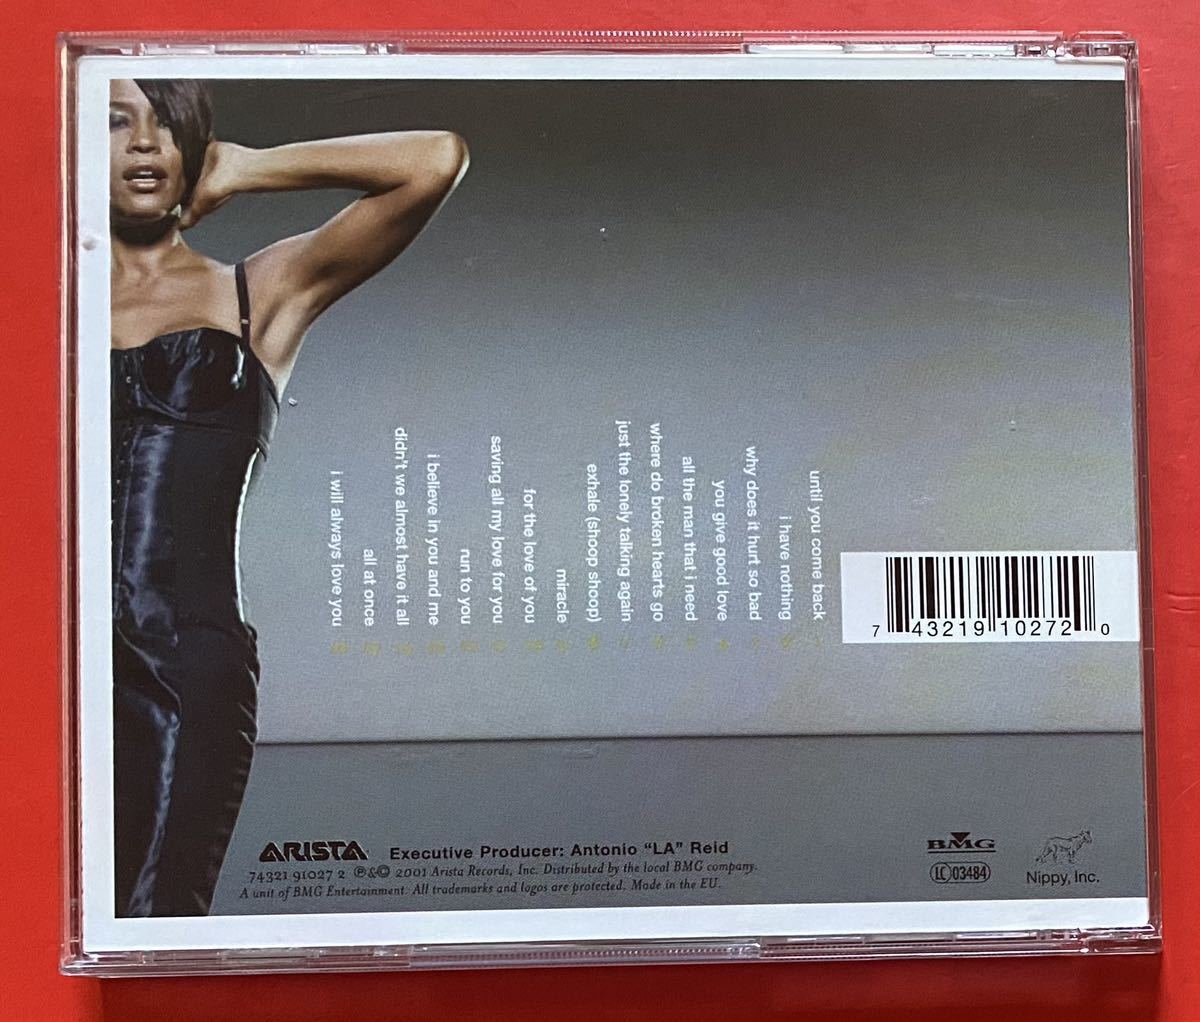 until you come back
i have nothing
why does it hurt so bad
you give good love
all the man that i need
where do broken hearts go
just the lonely talking again
exhale (shoop shoop)
miracle
for the love of you
saving all my love for you
run to you
i believe in you and me
didn't we almost have it all
all at once
i will always love you
7 43219 10272 0
ARISTA Executive Producer: Antonio “LA” Reid
74321 91027 2 ℗&© 2001 Arista Records, Inc. Distributed by the local BMG company.
A unit of BMG Entertainment. All trademarks and logos are protected. Made in the EU.
BMG
LC 03484
Nippy, Inc.